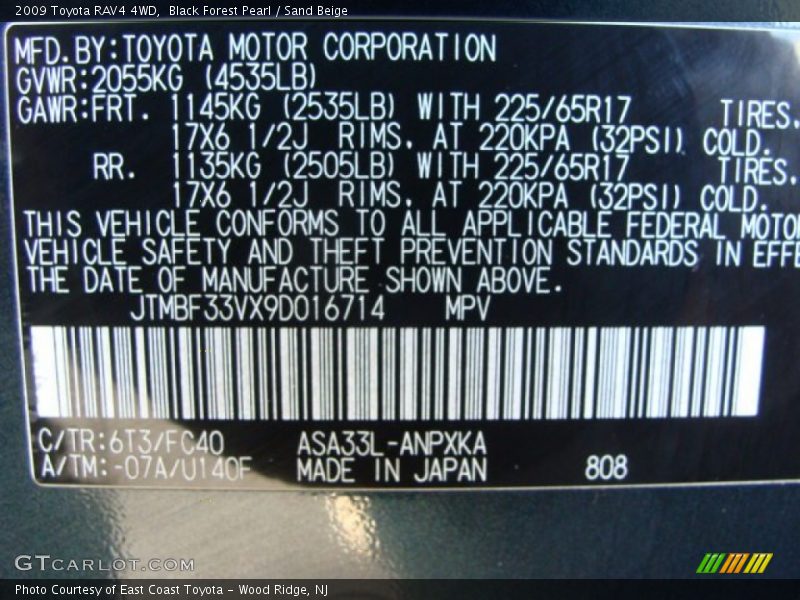 2009 Toyota RAV4 4WD, Black Forest Pearl / Sand Beige
MFD.BY:TOYOTA MOTOR CORPORATION
GVWR:2055KG (4535LB)
GAWR:FRT. 1145KG (2535LB) WITH 225/65R17 TIRES.
17X6 1/2J RIMS. AT 220KPA (32PSI) COLD.
RR. 1135KG (2505LB) WITH 225/65R17 TIRES.
17X6 1/2J RIMS. AT 220KPA (32PSI) COLD.
THIS VEHICLE CONFORMS TO ALL APPLICABLE FEDERAL MOTO
VEHICLE SAFETY AND THEFT PREVENTION STANDARDS IN EFFE
THE DATE OF MANUFACTURE SHOWN ABOVE.
JTMBF33VX9D016714 MPV
C/TR:6T3/FC40 ASA33L-ANPXKA
A/TM:-07A/U140F MADE IN JAPAN 808
GTCARLOT.COM
Photo Courtesy of East Coast Toyota - Wood Ridge, NJ